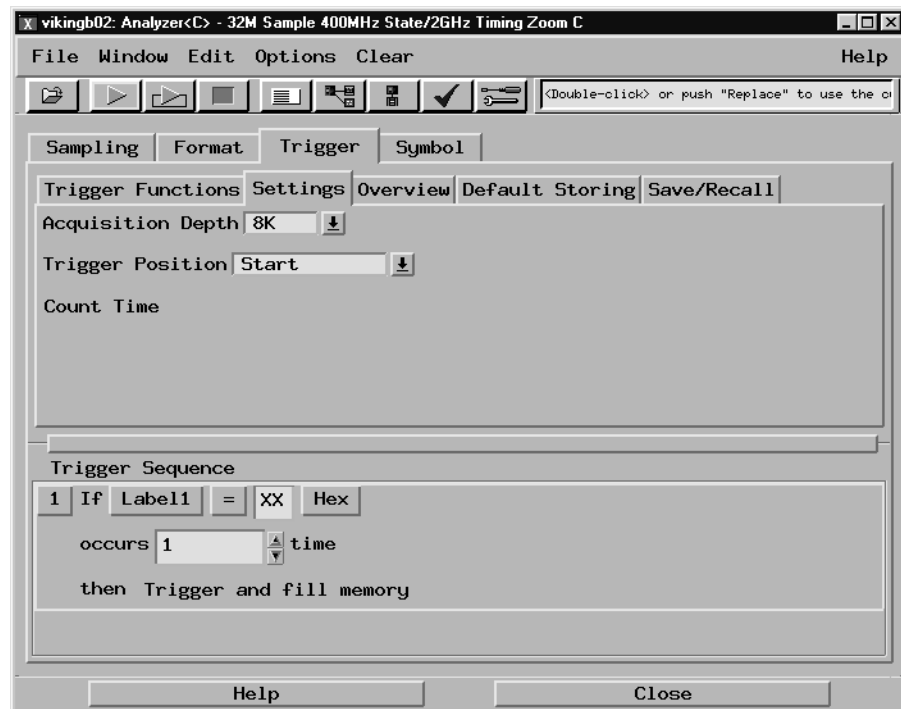 X vikingb02: Analyzer<C> - 32M Sample 400MHz State/2GHz Timing Zoom C
File Window Edit Options Clear Help
<Double-click> or push "Replace" to use the
Sampling Format Trigger Symbol
Trigger Functions Settings Overview Default Storing Save/Recall
Acquisition Depth 8K
Trigger Position Start
Count Time
Trigger Sequence
1 If Label1 = XX Hex
occurs 1 time
then Trigger and fill memory
Help Close